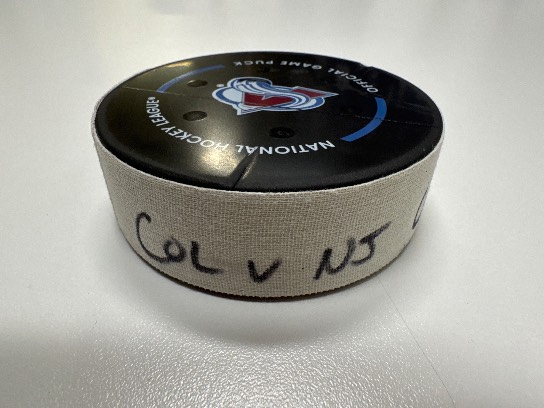 OFFICIAL GAME PUCK
NATIONAL HOCKEY LEAGUE®
COL V NJ